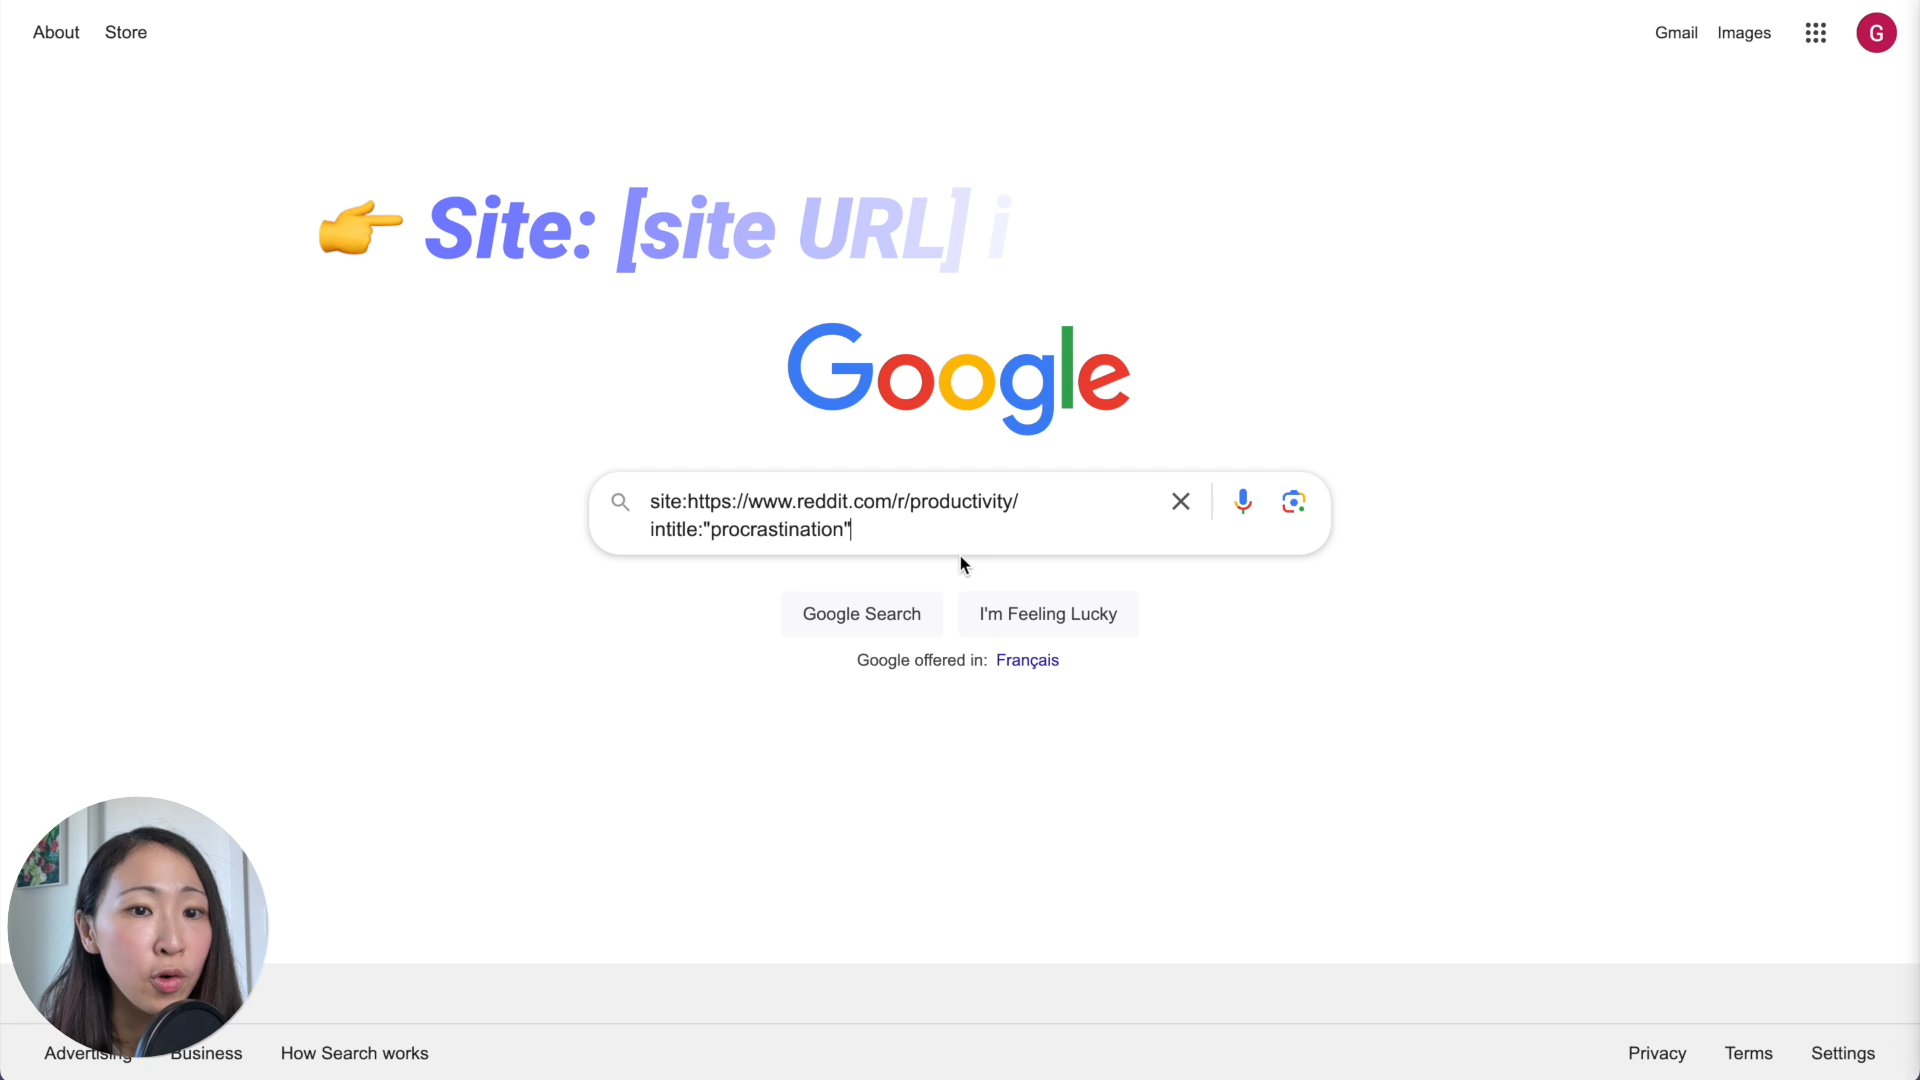 About Store
Gmail Images
G
👉 Site: [site URL] i
Google
site:https://www.reddit.com/r/productivity/
intitle:"procrastination"
Google Search I'm Feeling Lucky
Google offered in: Français
Advertising Business How Search works
Privacy Terms Settings